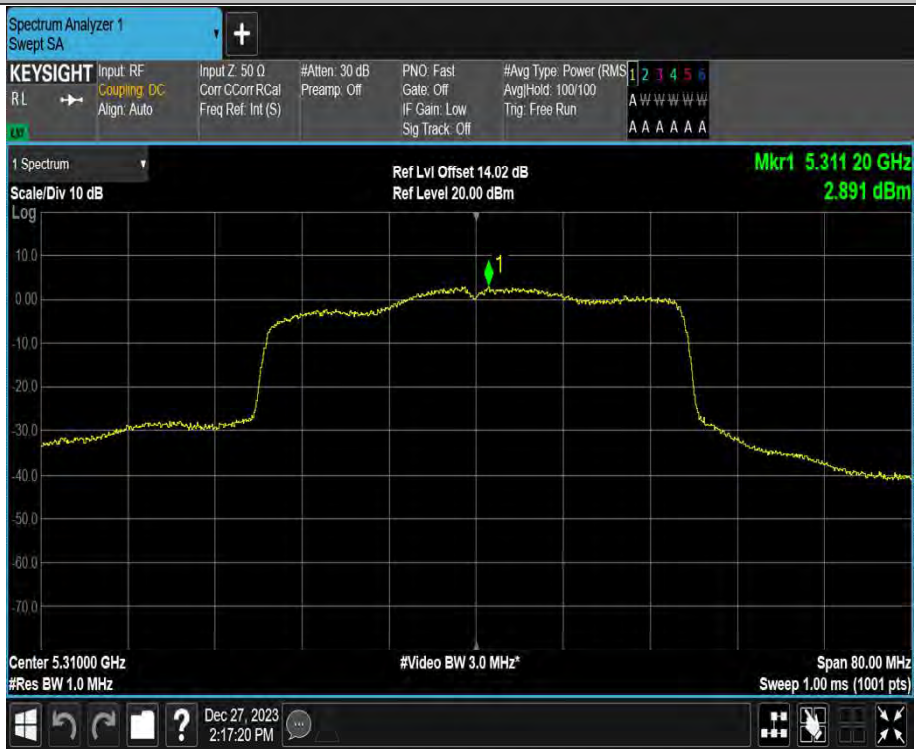 Spectrum Analyzer 1
Swept SA
+
KEYSIGHT Input: RF Input Z: 50 Ω #Atten: 30 dB PNO: Fast #Avg Type: Power (RMS 1 2 3 4 5 6
RL Coupling: DC Corr CCorr RCal Preamp: Off Gate: Off Avg|Hold: 100/100 A W W W W W
Align: Auto Freq Ref: Int (S) IF Gain: Low Trig: Free Run
Sig Track: Off A A A A A A
1 Spectrum Ref Lvl Offset 14.02 dB Mkr1 5.311 20 GHz
Scale/Div 10 dB Ref Level 20.00 dBm 2.891 dBm
Log
10.0
1
0.00
-10.0
-20.0
-30.0
-40.0
-50.0
-60.0
-70.0
Center 5.31000 GHz #Video BW 3.0 MHz* Span 80.00 MHz
#Res BW 1.0 MHz Sweep 1.00 ms (1001 pts)
? Dec 27, 2023
2:17:20 PM